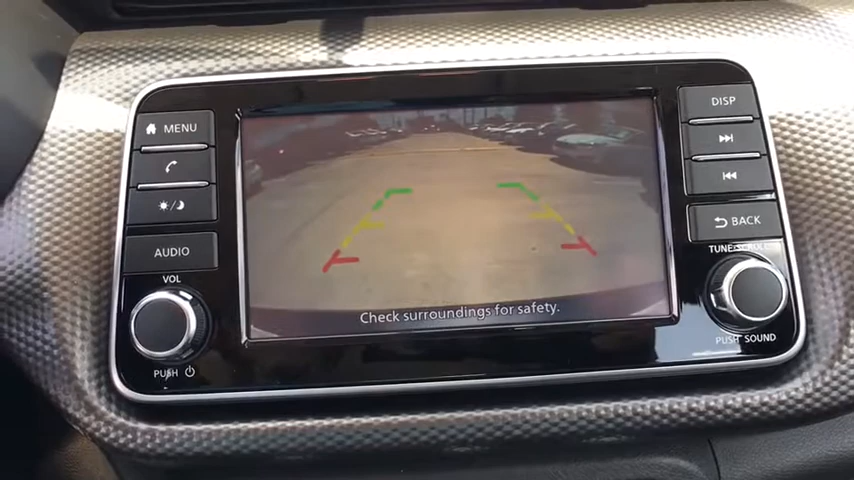 MENU
AUDIO
VOL
PUSH
Check surroundings for safety.
DISP
BACK
TUNE/SCROLL
PUSH SOUND